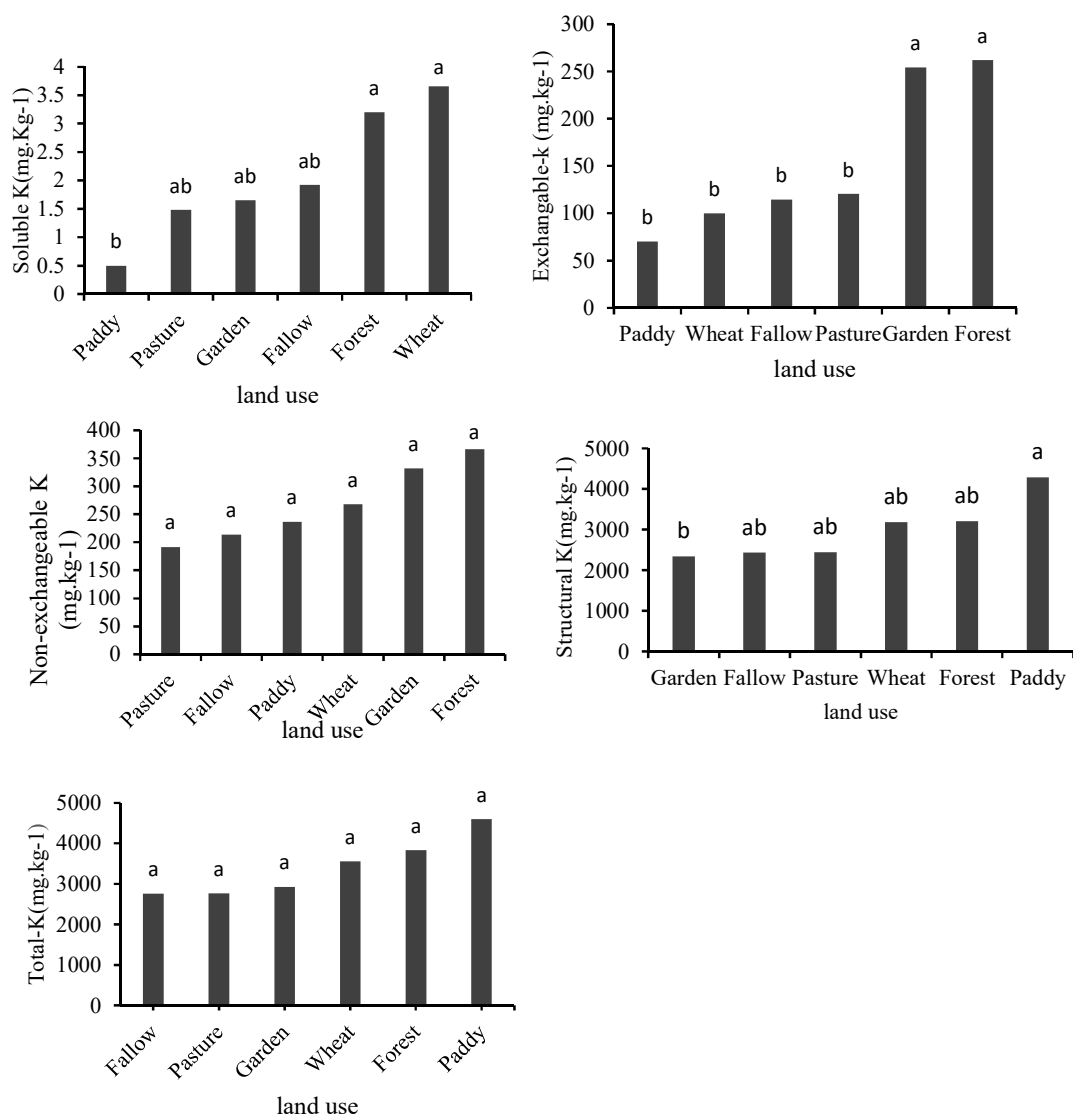 Soluble K(mg.Kg-1)
4
3.5
3
2.5
2
1.5
1
0.5
0
b
ab
ab
ab
a
a
Paddy
Pasture
Garden
Fallow
Forest
Wheat
land use
Exchangable-k (mg.kg-1)
300
250
200
150
100
50
0
b
b
b
b
a
a
Paddy Wheat Fallow Pasture Garden Forest
land use
Non-exchangeable K
(mg.kg-1)
400
350
300
250
200
150
100
50
0
a
a
a
a
a
a
Pasture
Fallow
Paddy
Wheat
Garden
Forest
land use
Structural K(mg.kg-1)
5000
4000
3000
2000
1000
0
b
ab
ab
ab
ab
a
Garden Fallow Pasture Wheat Forest Paddy
land use
Total-K(mg.kg-1)
5000
4000
3000
2000
1000
0
a
a
a
a
a
a
Fallow
Pasture
Garden
Wheat
Forest
Paddy
land use